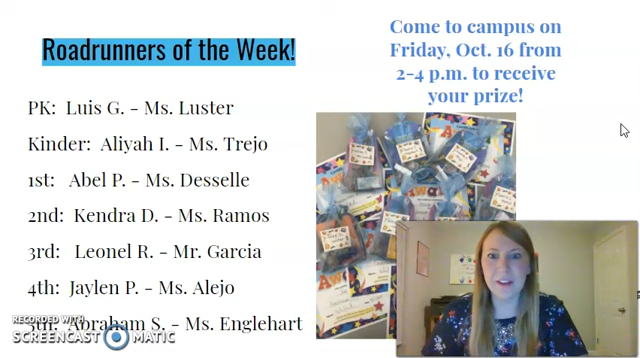 Roadrunners of the Week!
Come to campus on
Friday, Oct. 16 from
2-4 p.m. to receive
your prize!
PK: Luis G. - Ms. Luster
Kinder: Aliyah I. - Ms. Trejo
1st: Abel P. - Ms. Desselle
2nd: Kendra D. - Ms. Ramos
3rd: Leonel R. - Mr. Garcia
4th: Jaylen P. - Ms. Alejo
5th: Abraham S. - Ms. Englehart
RECORDED WITH
SCREENCAST MATIC